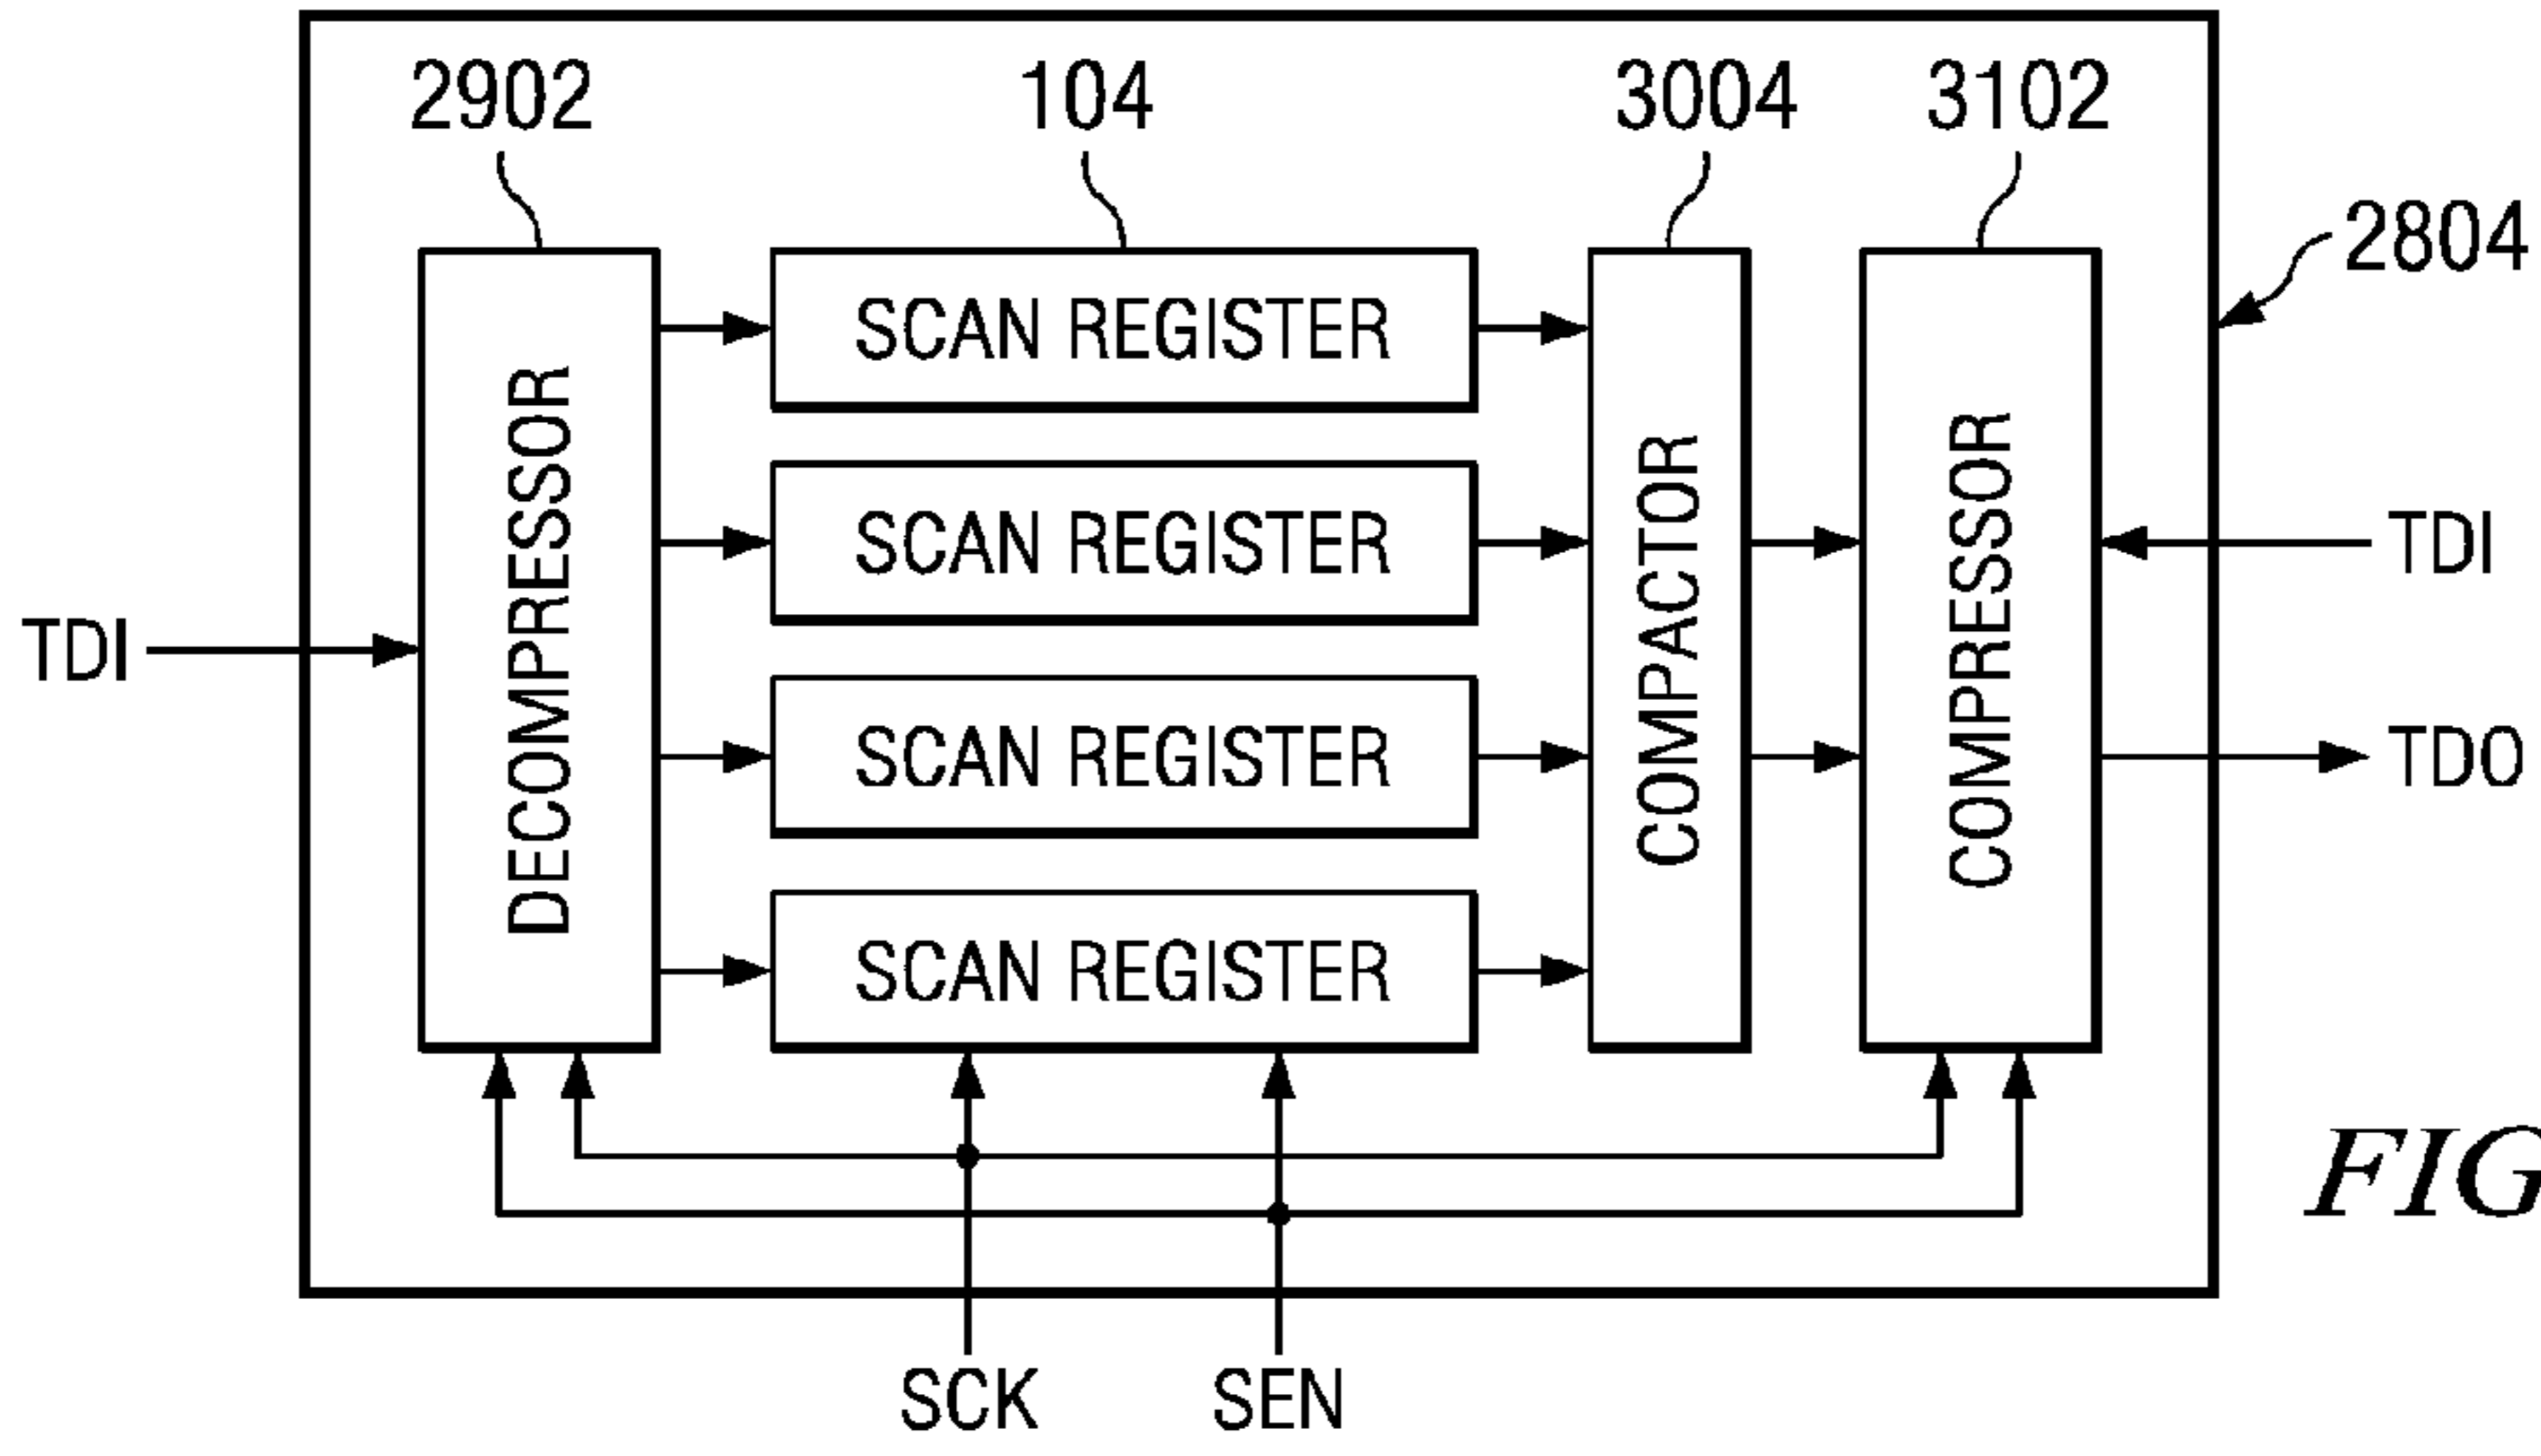 2902 104 3004 3102
2804
DECOMPRESSOR
SCAN REGISTER
SCAN REGISTER
SCAN REGISTER
SCAN REGISTER
COMPACTOR
COMPRESSOR
TDI
TDI
TDO
SCK SEN
FIG